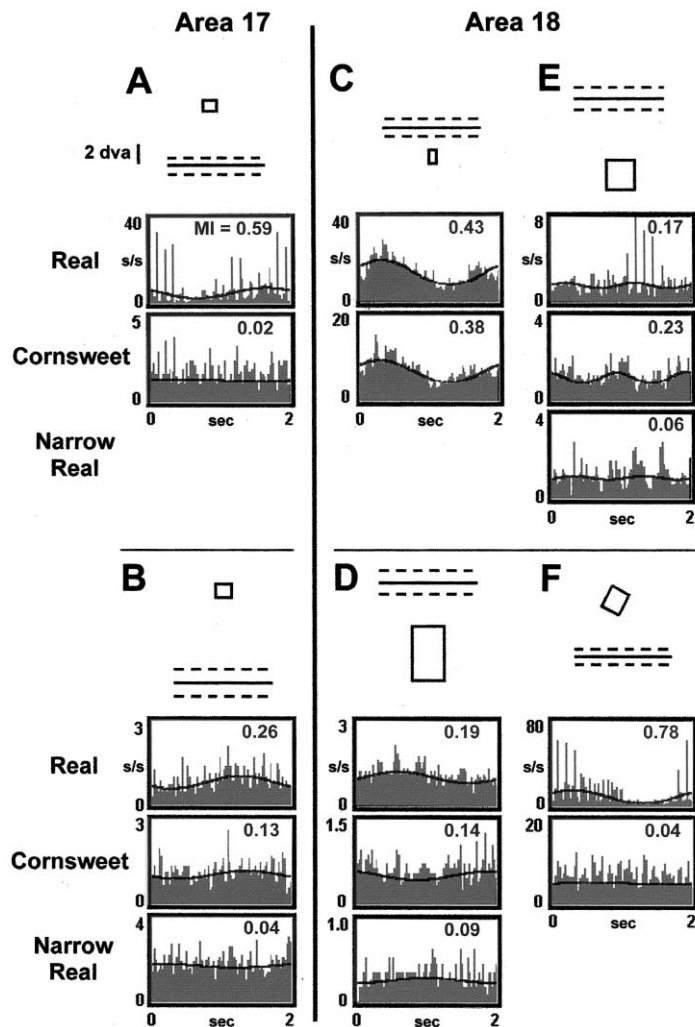 Area 17 Area 18
A C E
2 dva
Real 40 MI = 0.59 40 0.43 8 0.17
s/s s/s s/s
0 0 0
Cornsweet 5 0.02 20 0.38 4 0.23
0 0 0
0 sec 2 0 sec 2
Narrow
Real
4 0.06
0
0 sec 2
B D F
Real 3 0.26 3 0.19 80 0.78
s/s s/s s/s
0 0 0
Cornsweet 3 0.13 1.5 0.14 20 0.04
0 0 0
0 sec 2
Narrow
Real
4 0.04 1.0 0.09
0 0
0 sec 2 0 sec 2